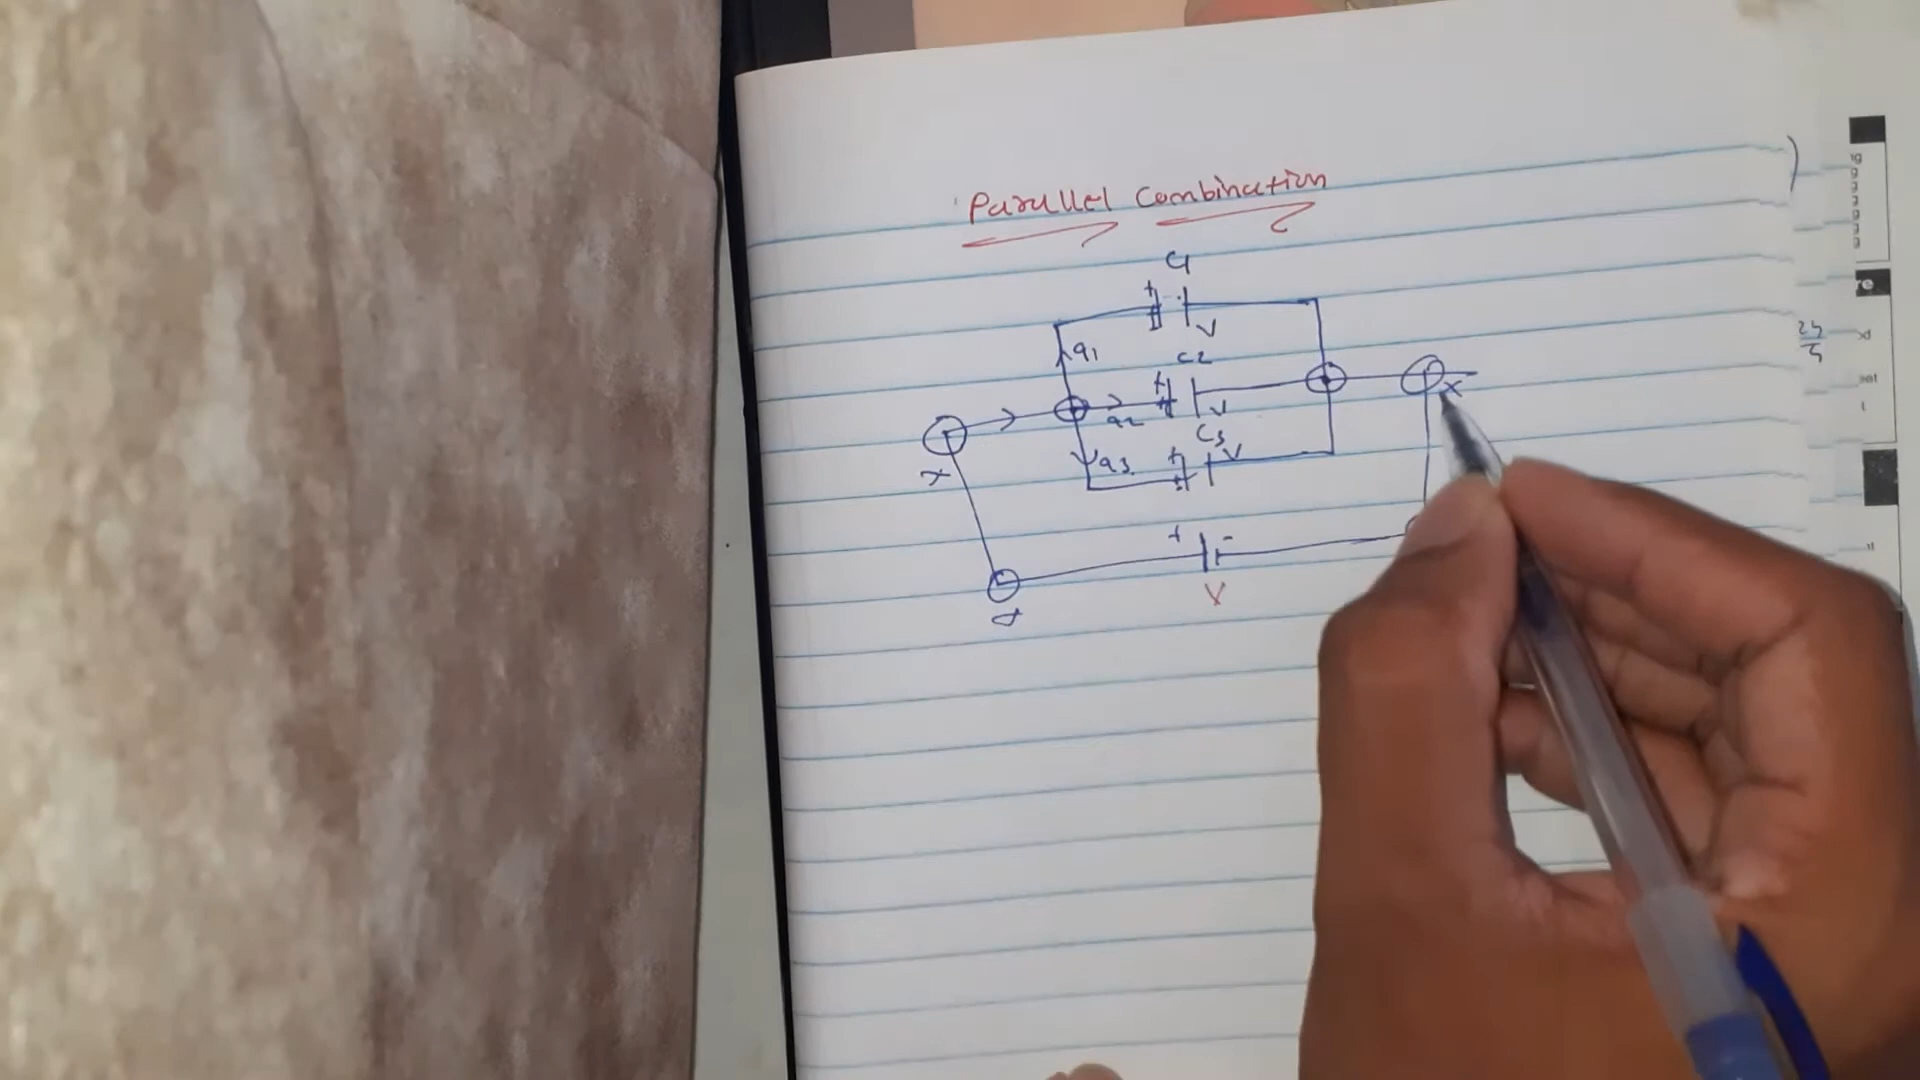 Parallel Combination
C1
+
V
q1
C2
+
q2
V
C3
V
q3
+
x
x
+ -
V
y